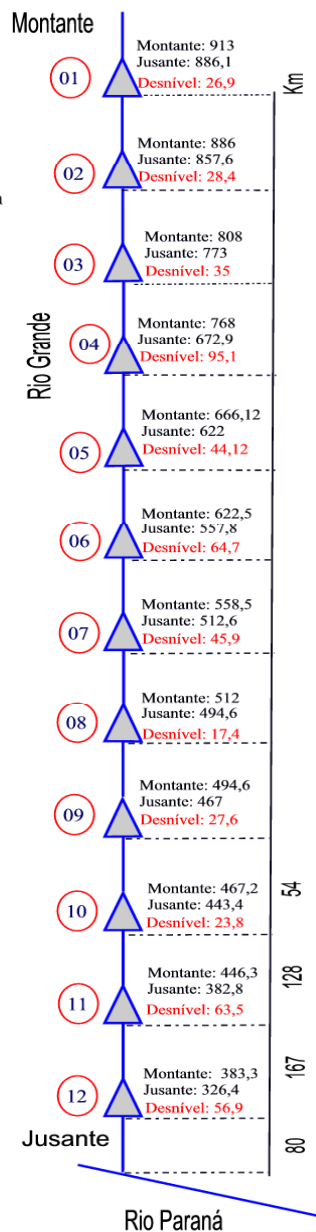 Montante
01
Montante: 913
Jusante: 886,1
Desnível: 26,9
Km
02
Montante: 886
Jusante: 857,6
Desnível: 28,4
a
03
Montante: 808
Jusante: 773
Desnível: 35
Rio Grande
04
Montante: 768
Jusante: 672,9
Desnível: 95,1
05
Montante: 666,12
Jusante: 622
Desnível: 44,12
06
Montante: 622,5
Jusante: 557,8
Desnível: 64,7
07
Montante: 558,5
Jusante: 512,6
Desnível: 45,9
08
Montante: 512
Jusante: 494,6
Desnível: 17,4
09
Montante: 494,6
Jusante: 467
Desnível: 27,6
54
10
Montante: 467,2
Jusante: 443,4
Desnível: 23,8
128
11
Montante: 446,3
Jusante: 382,8
Desnível: 63,5
167
12
Montante: 383,3
Jusante: 326,4
Desnível: 56,9
80
Jusante
Rio Paraná